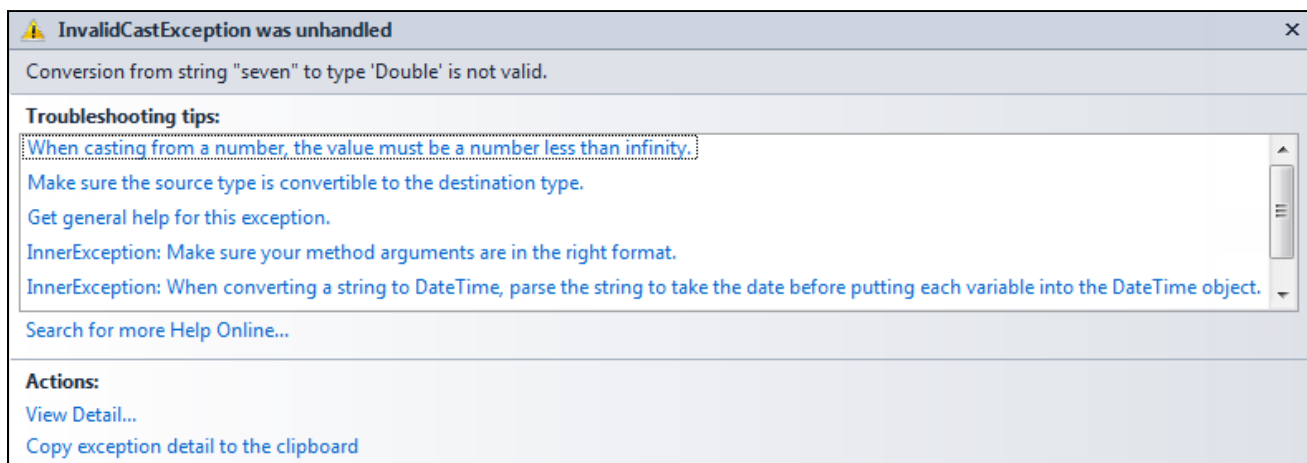 InvalidCastException was unhandled
Conversion from string "seven" to type 'Double' is not valid.
Troubleshooting tips:
When casting from a number, the value must be a number less than infinity.
Make sure the source type is convertible to the destination type.
Get general help for this exception.
InnerException: Make sure your method arguments are in the right format.
InnerException: When converting a string to DateTime, parse the string to take the date before putting each variable into the DateTime object.
Search for more Help Online...
Actions:
View Detail...
Copy exception detail to the clipboard